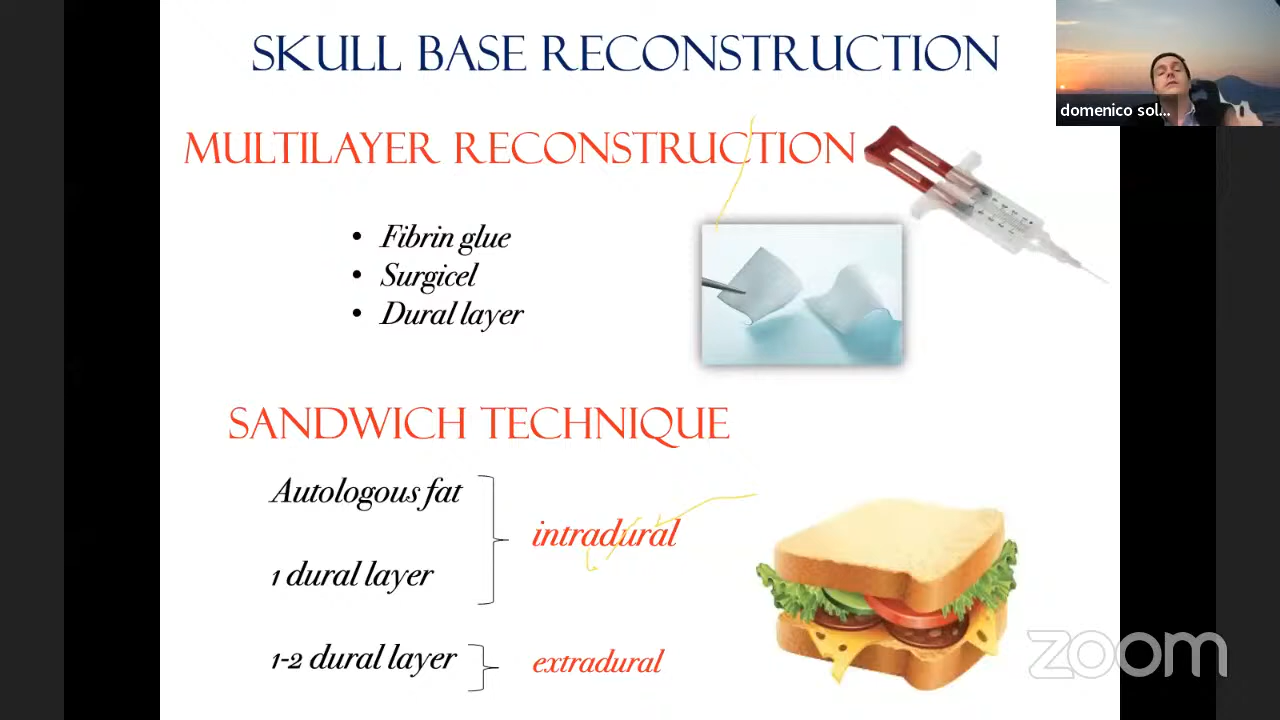 SKULL BASE RECONSTRUCTION
domenico sol...
MULTILAYER RECONSTRUCTION
• Fibrin glue
• Surgicel
• Dural layer
SANDWICH TECHNIQUE
Autologous fat
intradural
1 dural layer
1-2 dural layer
extradural
zoom